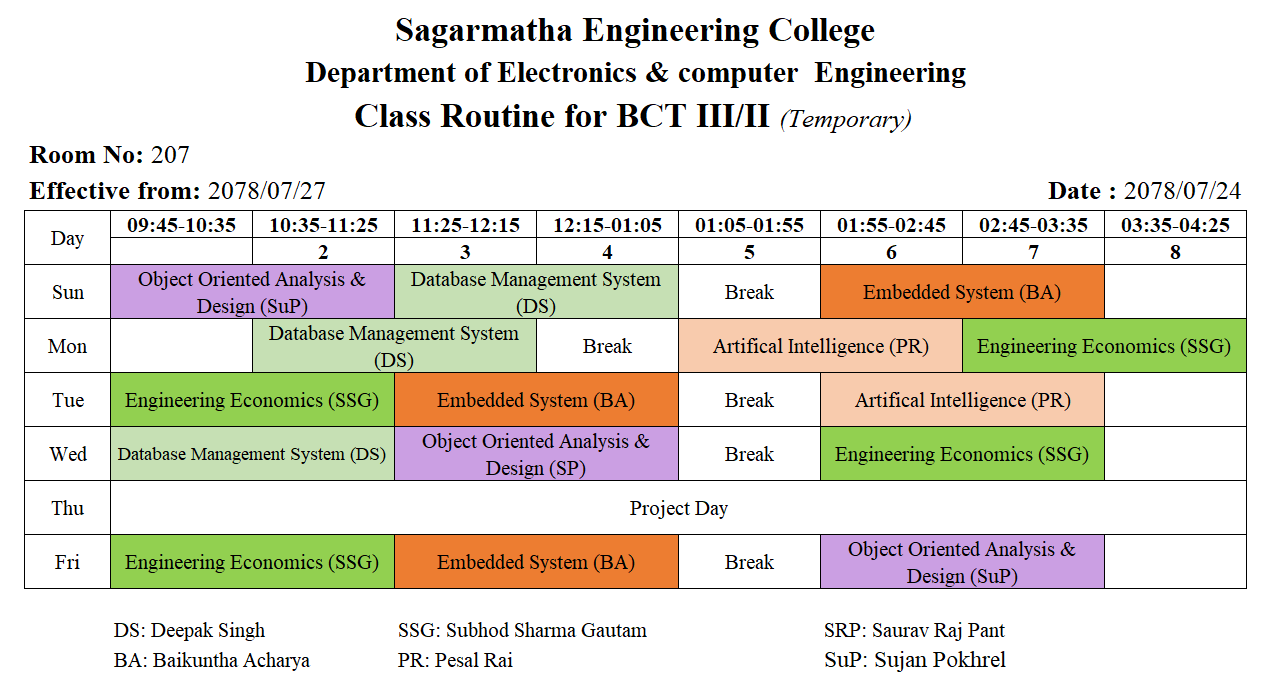 Sagarmatha Engineering College
Department of Electronics & computer  Engineering
Class Routine for BCT III/II (Temporary)
Room No: 207
Effective from: 2078/07/27 Date : 2078/07/24
Day 09:45-10:35 10:35-11:25 11:25-12:15 12:15-01:05 01:05-01:55 01:55-02:45 02:45-03:35 03:35-04:25
2 3 4 5 6 7 8
Sun Object Oriented Analysis & Design (SuP) Database Management System (DS) Break Embedded System (BA)
Mon Database Management System (DS) Break Artifical Intelligence (PR) Engineering Economics (SSG)
Tue Engineering Economics (SSG) Embedded System (BA) Break Artifical Intelligence (PR)
Wed Database Management System (DS) Object Oriented Analysis & Design (SP) Break Engineering Economics (SSG)
Thu Project Day
Fri Engineering Economics (SSG) Embedded System (BA) Break Object Oriented Analysis & Design (SuP)
DS: Deepak Singh SSG: Subhod Sharma Gautam SRP: Saurav Raj Pant
BA: Baikuntha Acharya PR: Pesal Rai SuP: Sujan Pokhrel